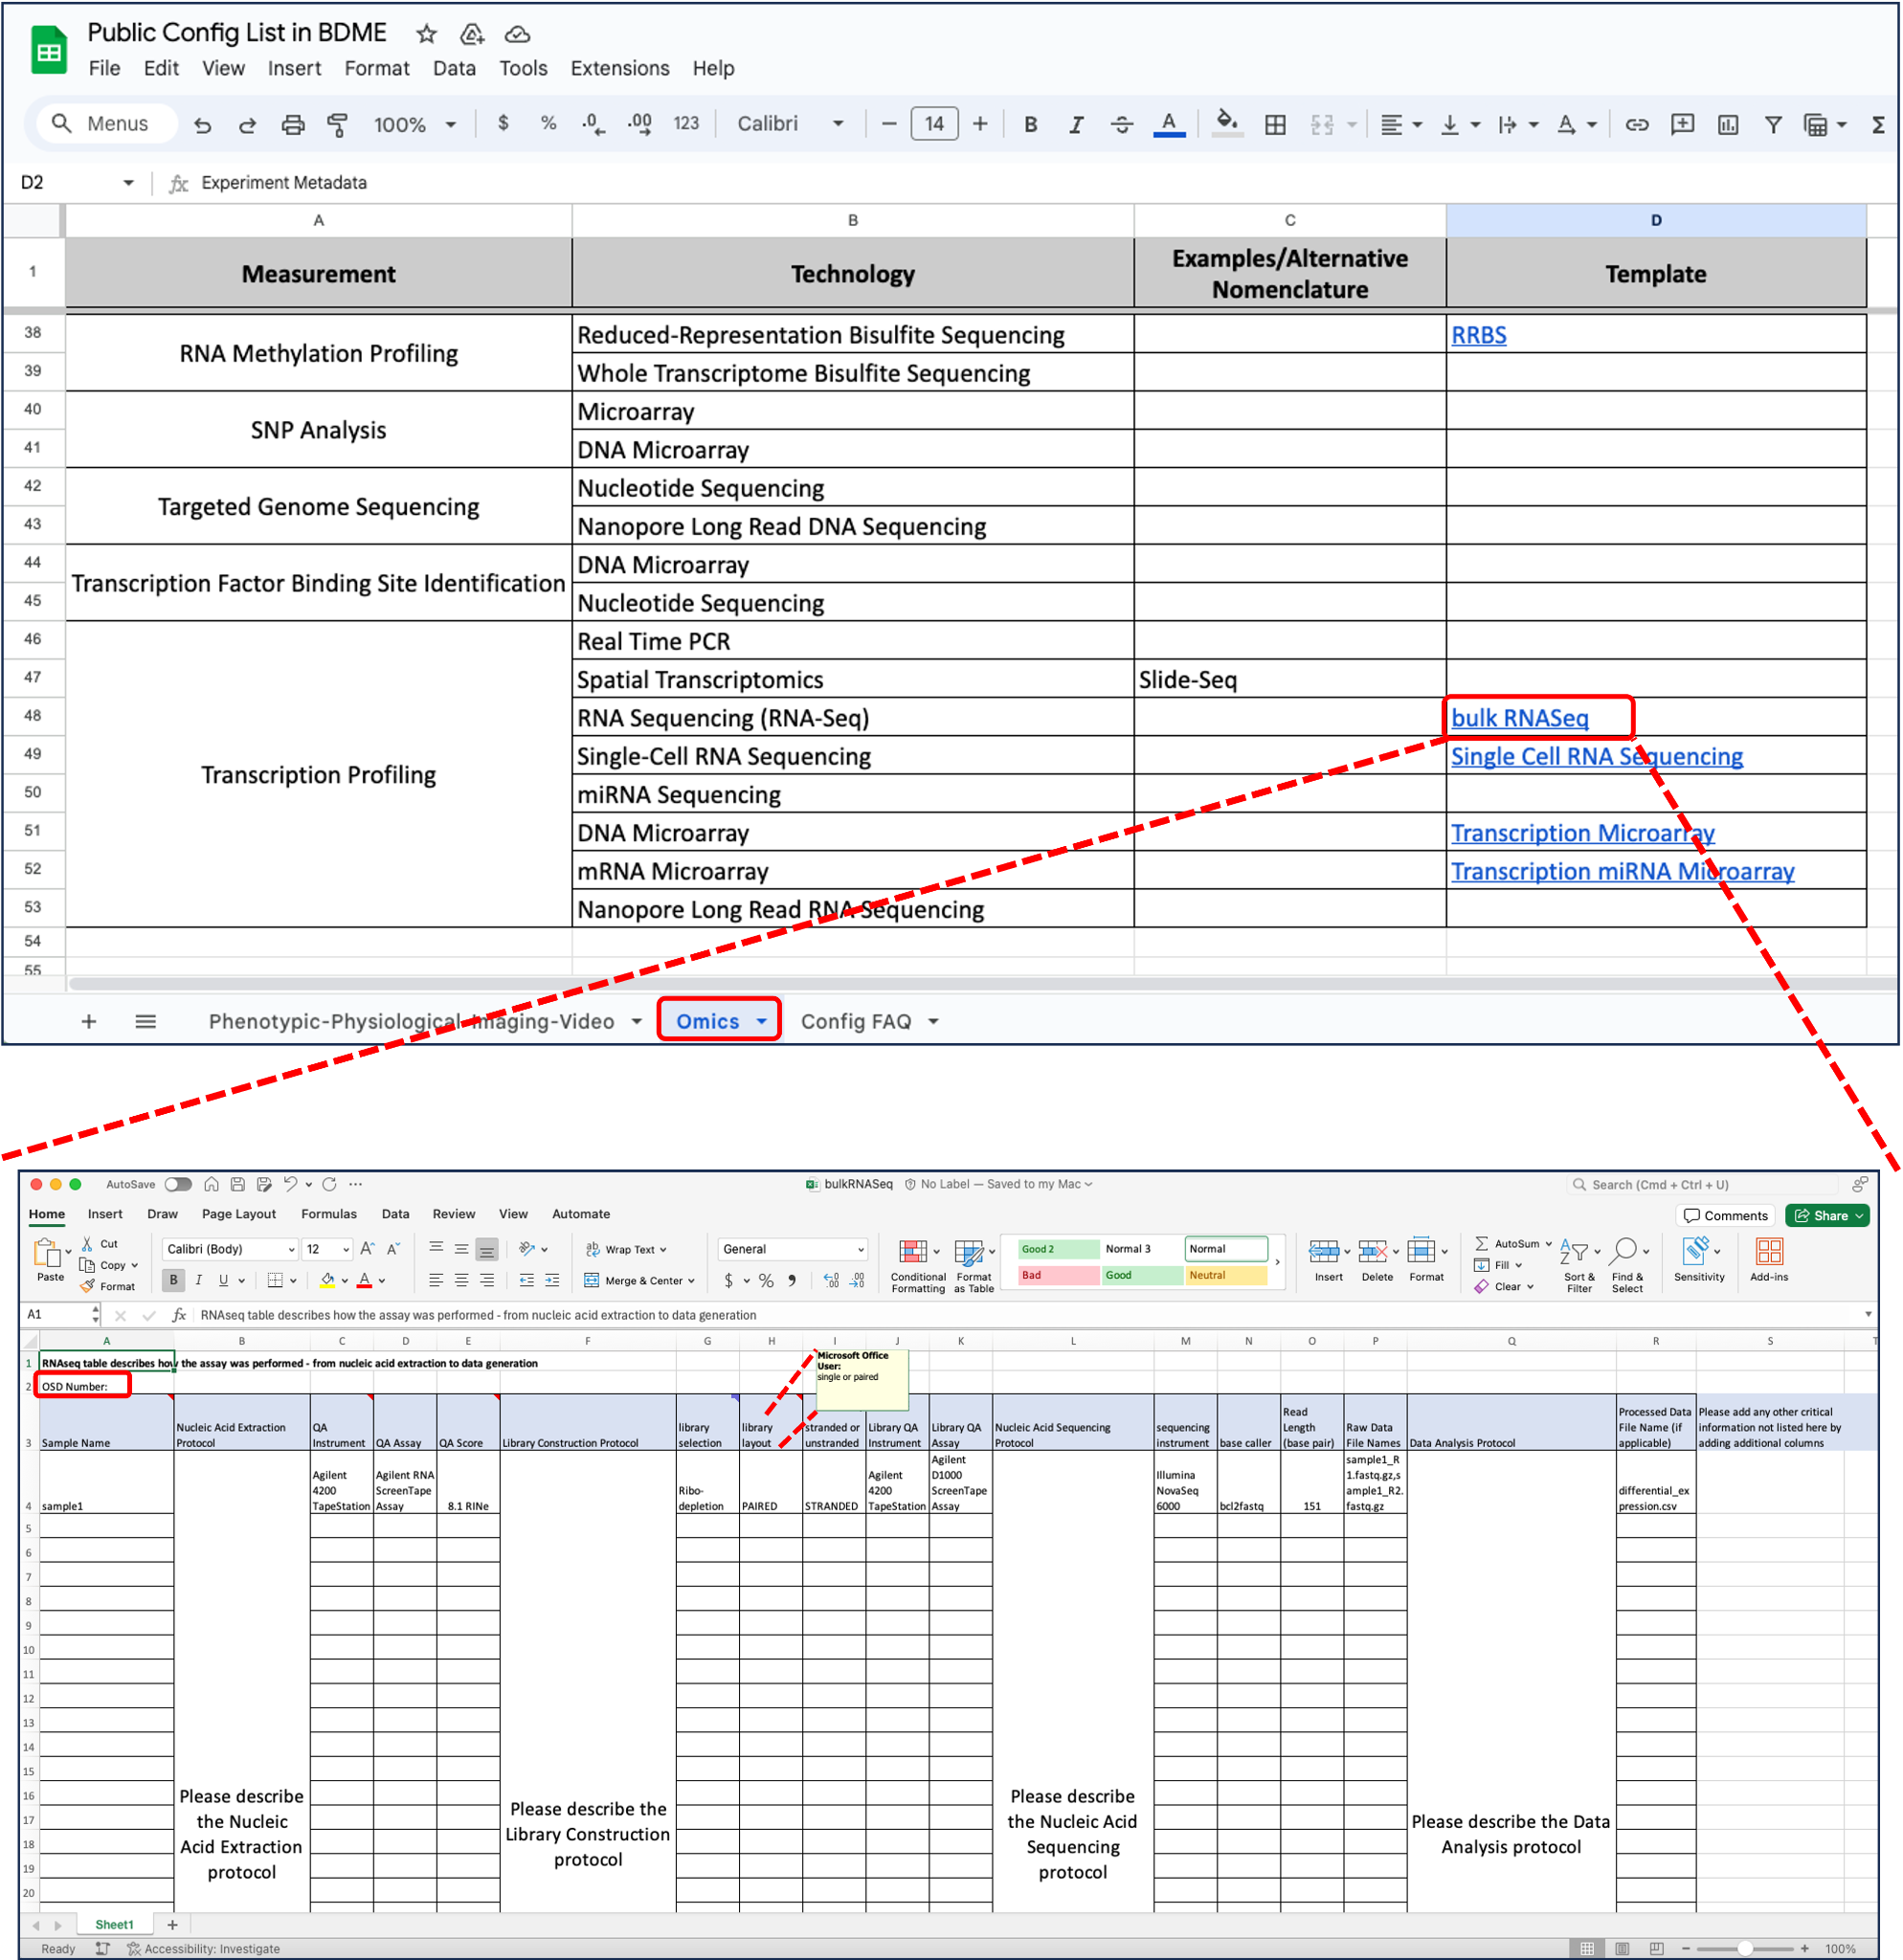 Public Config List in BDME
File Edit View Insert Format Data Tools Extensions Help
Menus 100% $ % .0 .00 123 Calibri 14 B I A
D2 fx Experiment Metadata
A B C D
1 Measurement Technology Examples/Alternative Nomenclature Template
38 RNA Methylation Profiling Reduced-Representation Bisulfite Sequencing RRBS
39 Whole Transcriptome Bisulfite Sequencing
40 SNP Analysis Microarray
41 DNA Microarray
42 Targeted Genome Sequencing Nucleotide Sequencing
43 Nanopore Long Read DNA Sequencing
44 Transcription Factor Binding Site Identification DNA Microarray
45 Nucleotide Sequencing
46 Real Time PCR
47 Spatial Transcriptomics Slide-Seq
48 RNA Sequencing (RNA-Seq) bulk RNASeq
49 Transcription Profiling Single-Cell RNA Sequencing Single Cell RNA Sequencing
50 miRNA Sequencing
51 DNA Microarray Transcription Microarray
52 mRNA Microarray Transcription miRNA Microarray
53 Nanopore Long Read RNA Sequencing
54
55
+ Phenotypic-Physiological-Imaging-Video Omics Config FAQ
AutoSave bulkRNASeq No Label — Saved to my Mac Search (Cmd + Ctrl + U)
Home Insert Draw Page Layout Formulas Data Review View Automate Comments Share
Paste Cut Copy Format Calibri (Body) 12 B I U A Wrap Text Merge & Center General $ % Conditional Formatting Format as Table Good 2 Normal 3 Normal Bad Good Neutral Insert Delete Format AutoSum Fill Clear Sort & Filter Find & Select Sensitivity Add-ins
A1 fx RNAseq table describes how the assay was performed - from nucleic acid extraction to data generation
A B C D E F G H I J K L M N O P Q R S T
1 RNAseq table describes how the assay was performed - from nucleic acid extraction to data generation
Microsoft Office
User:
single or paired
2 OSD Number:
3 Sample Name Nucleic Acid Extraction Protocol QA Instrument QA Assay QA Score Library Construction Protocol library selection library layout stranded or unstranded Library QA Instrument Library QA Assay Nucleic Acid Sequencing Protocol sequencing instrument base caller Read Length (base pair) Raw Data File Names Data Analysis Protocol Processed Data File Name (if applicable) Please add any other critical information not listed here by adding additional columns
4 sample1 Agilent 4200 TapeStation Agilent RNA ScreenTape Assay 8.1 RINe Ribo-depletion PAIRED STRANDED Agilent 4200 TapeStation Agilent D1000 ScreenTape Assay Illumina NovaSeq 6000 bcl2fastq 151 sample1_R1.fastq.gz,sample1_R2.fastq.gz differential_expression.csv
5
6
7
8
9
10
11
12
13
14
15
16
17
18
19
20
Please describe the Nucleic Acid Extraction protocol
Please describe the Library Construction protocol
Please describe the Nucleic Acid Sequencing protocol
Please describe the Data Analysis protocol
Sheet1 +
Ready Accessibility: Investigate 100%